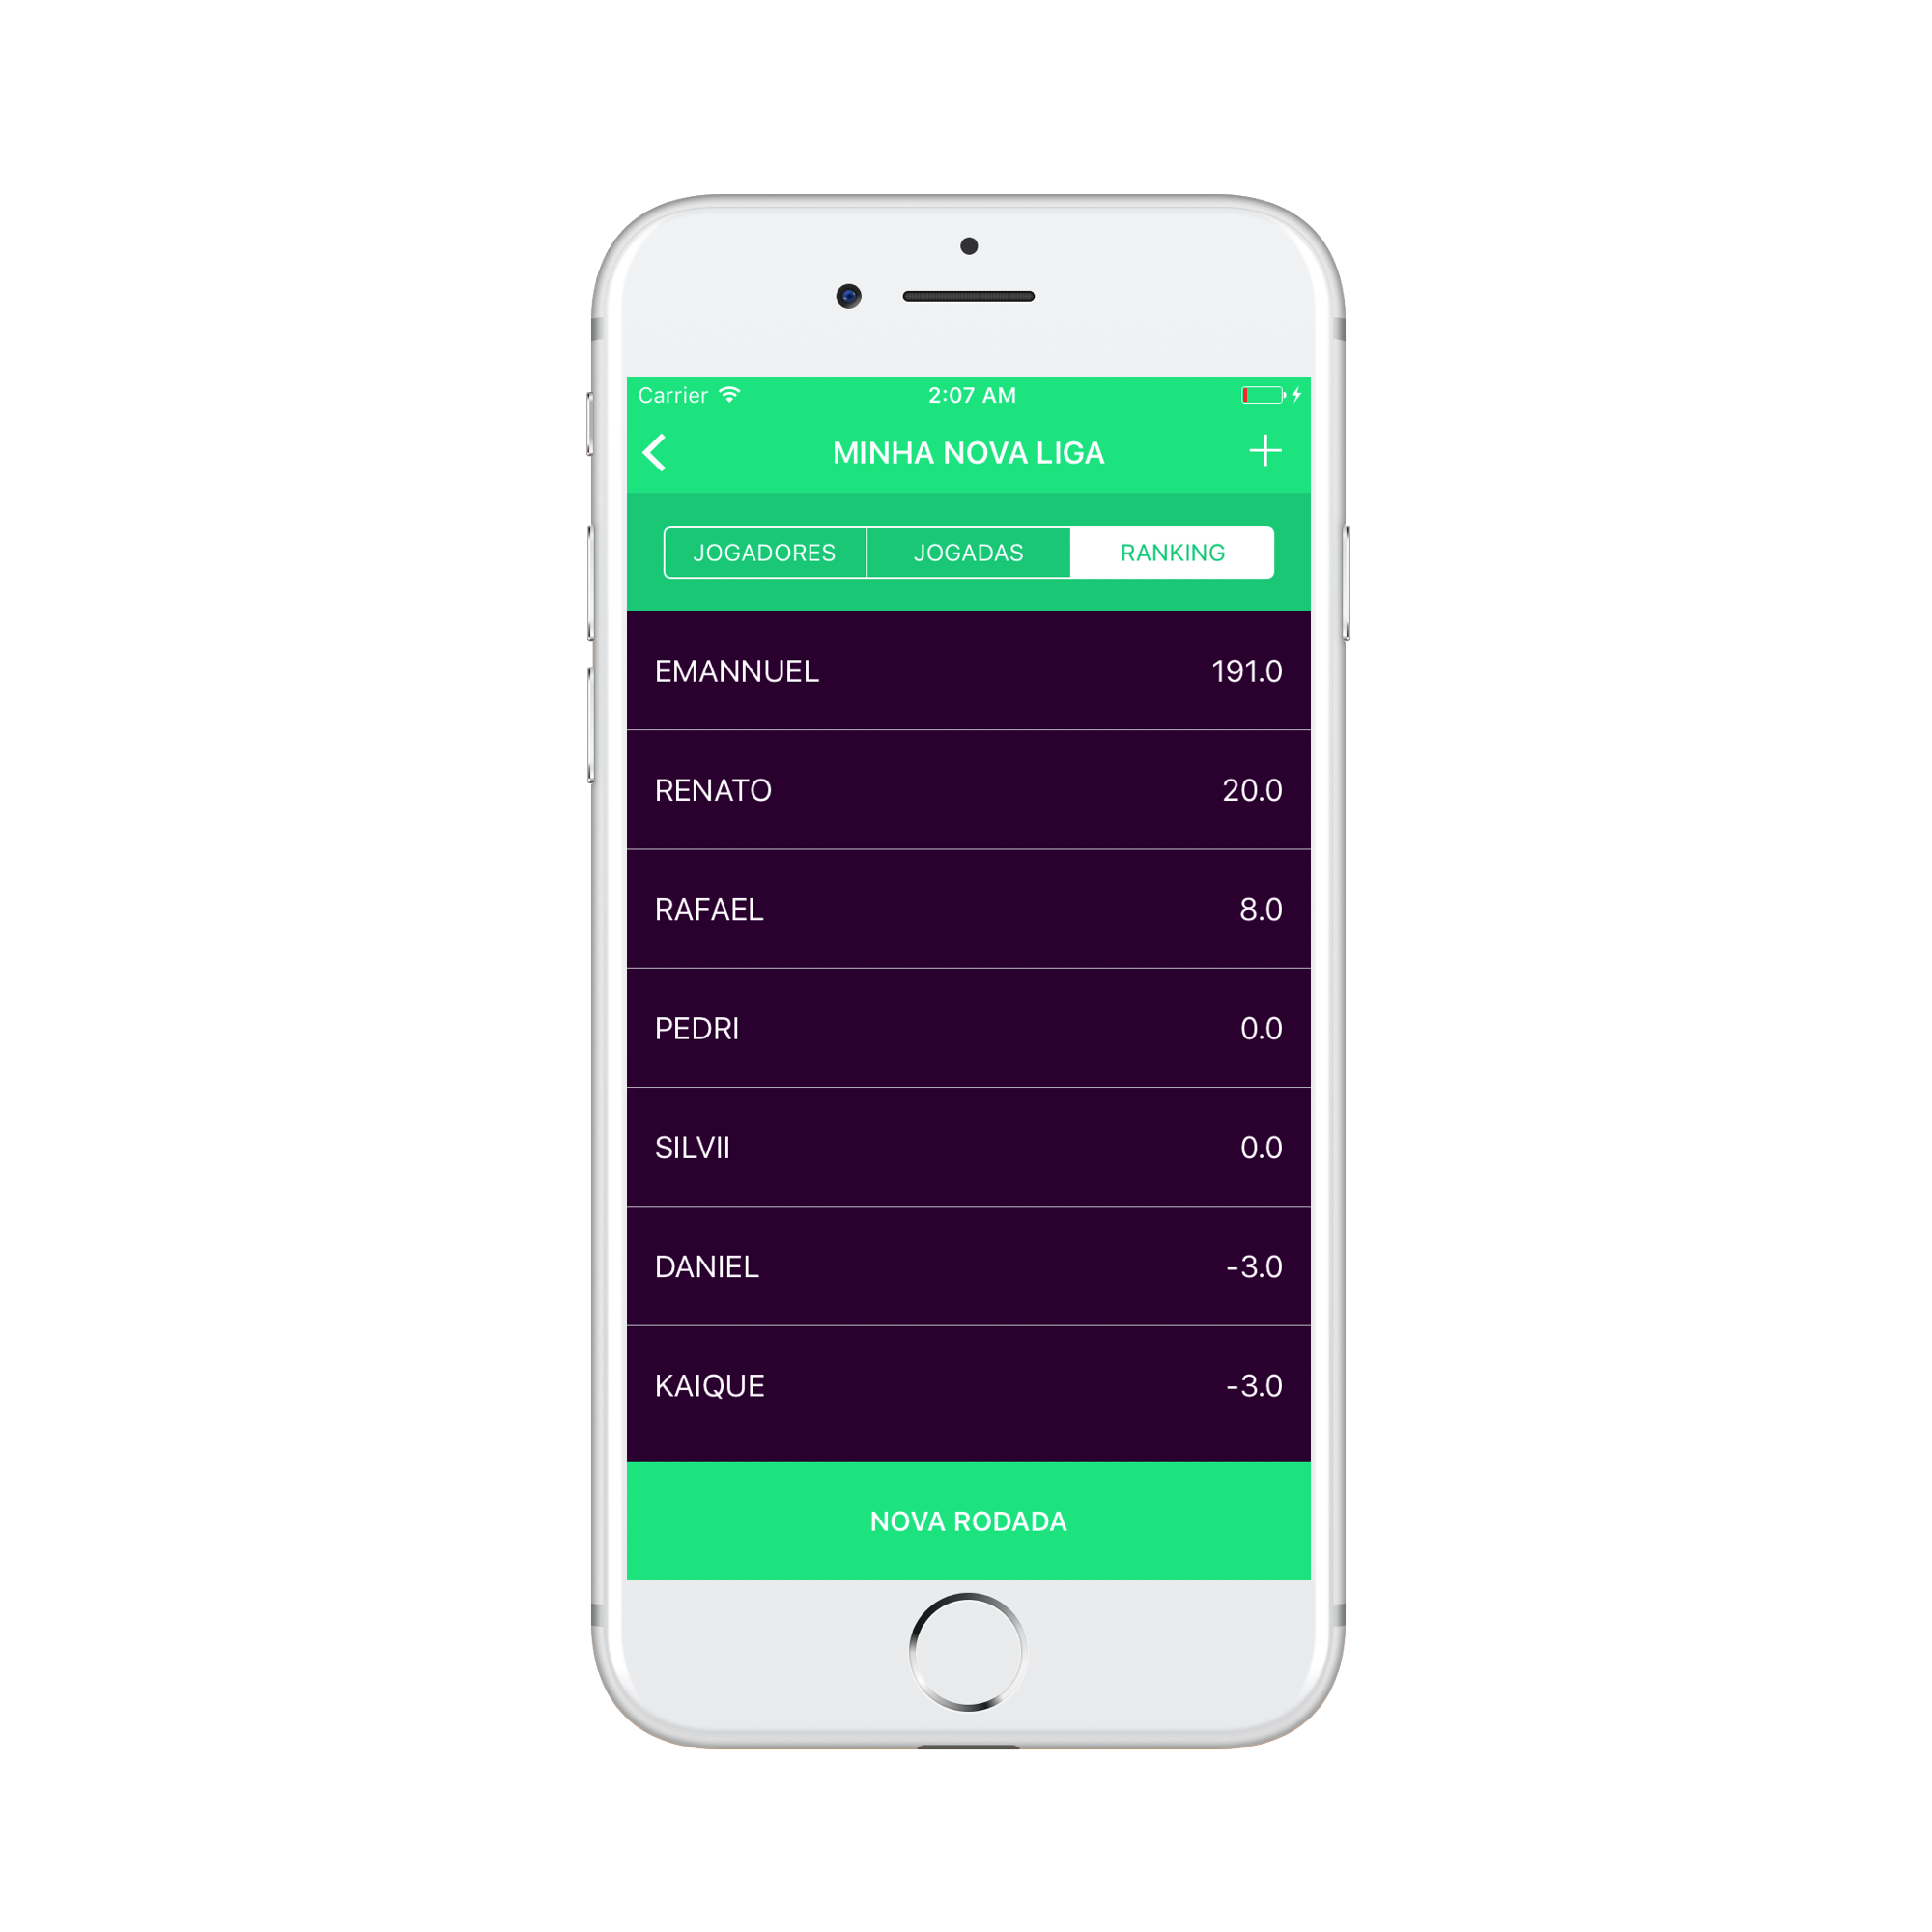 Carrier 2:07 AM
MINHA NOVA LIGA
JOGADORES JOGADAS RANKING
EMANNUEL 191.0
RENATO 20.0
RAFAEL 8.0
PEDRI 0.0
SILVII 0.0
DANIEL -3.0
KAIQUE -3.0
NOVA RODADA